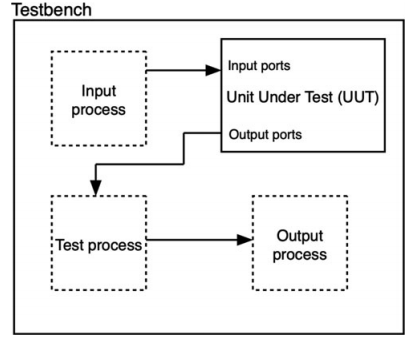 Testbench
Input
process
Input ports
Unit Under Test (UUT)
Output ports
Test process
Output
process